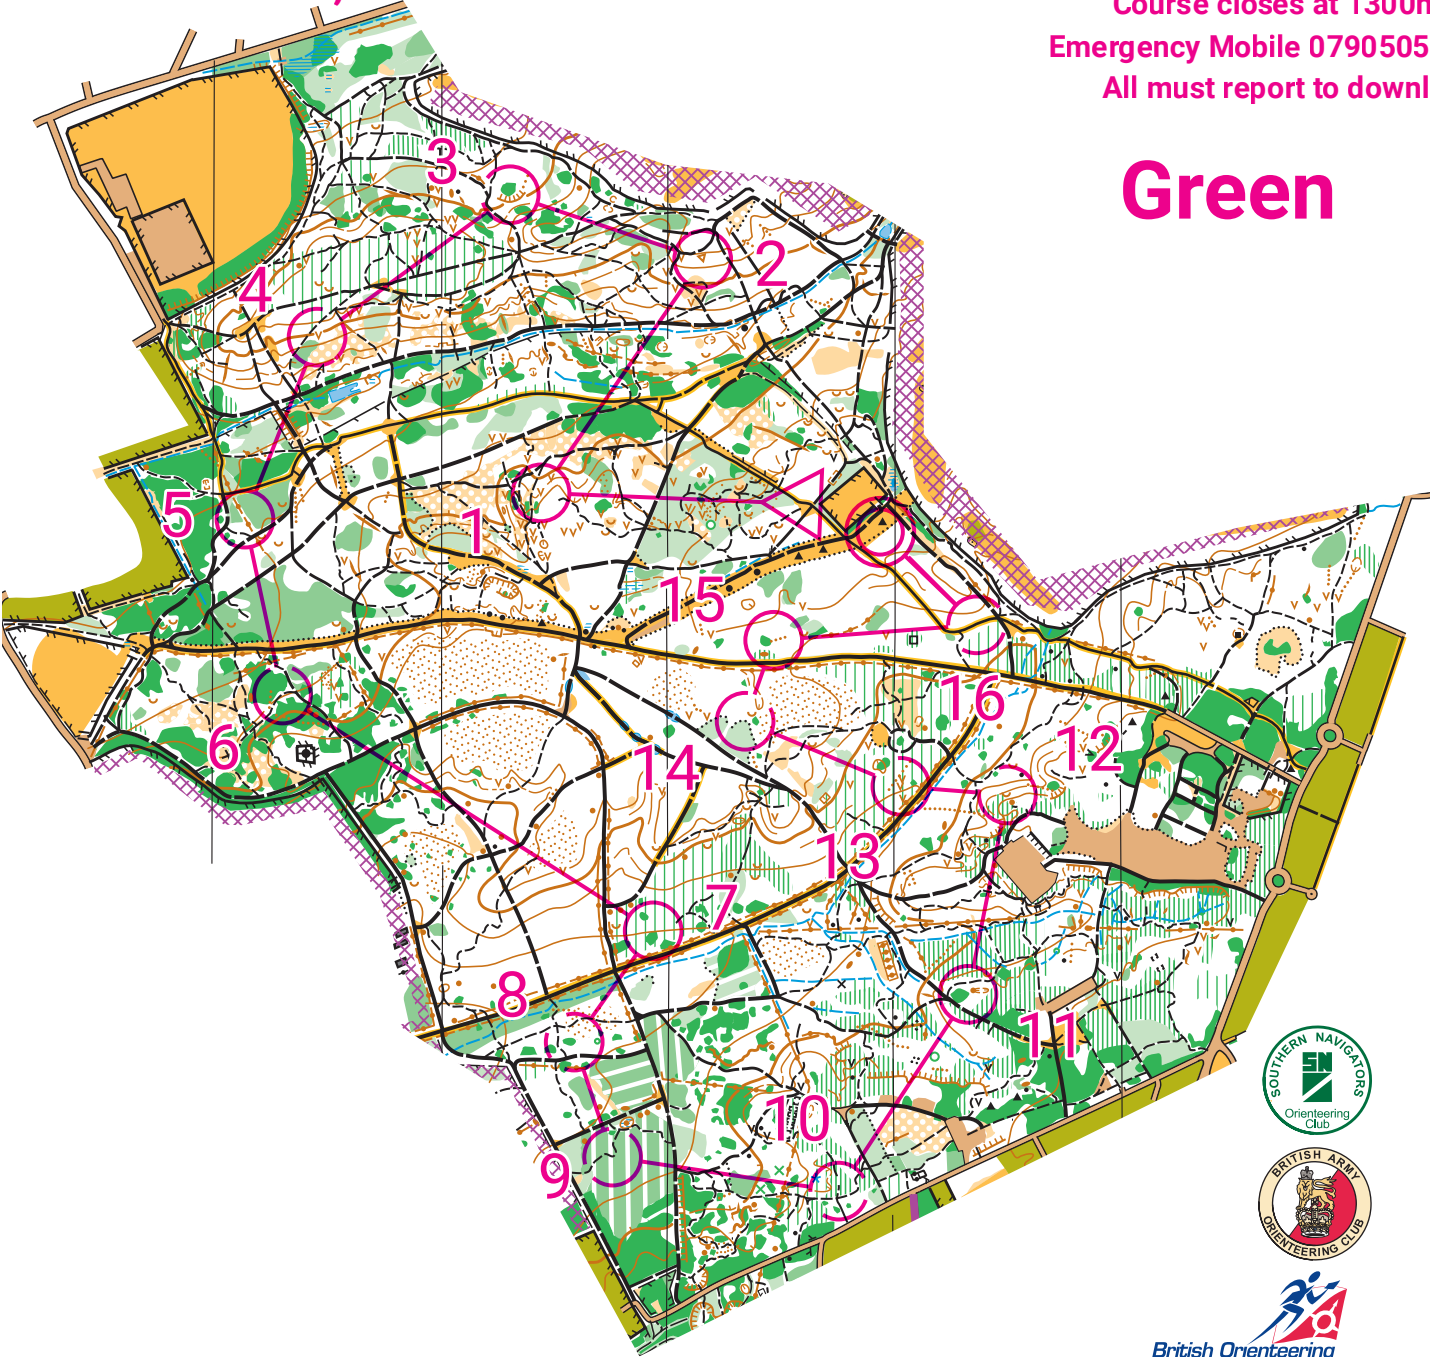 Course closes at 1300h
Emergency Mobile 0790505
All must report to downl
Green
3
2
4
5
1
15
16
6
12
14
13
7
8
11
10
9
SOUTHERN NAVIGATORS
SN
Orienteering
Club
BRITISH ARMY
ORIENTEERING CLUB
British Orienteering